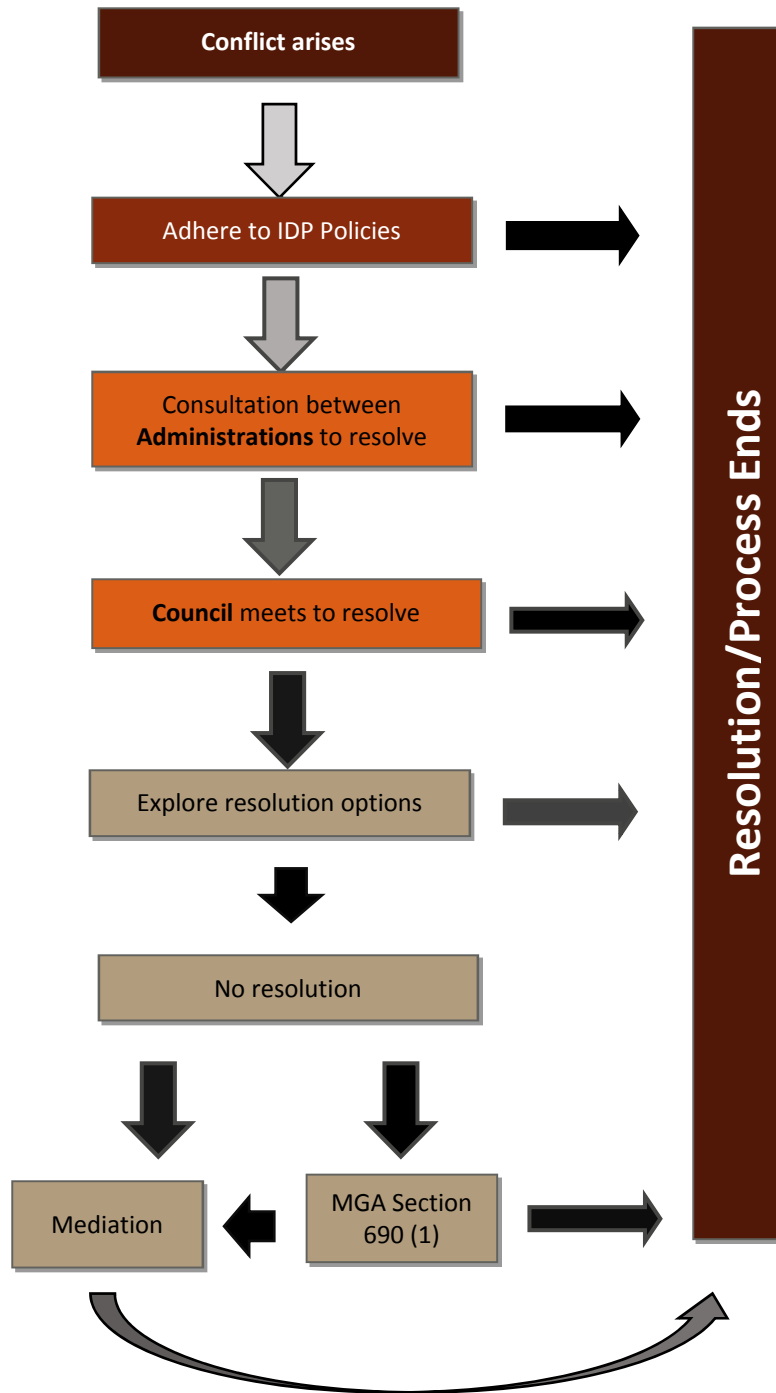 Conflict arises
Adhere to IDP Policies
Consultation between
Administrations to resolve
Council meets to resolve
Explore resolution options
No resolution
Mediation
MGA Section
690 (1)
Resolution/Process Ends